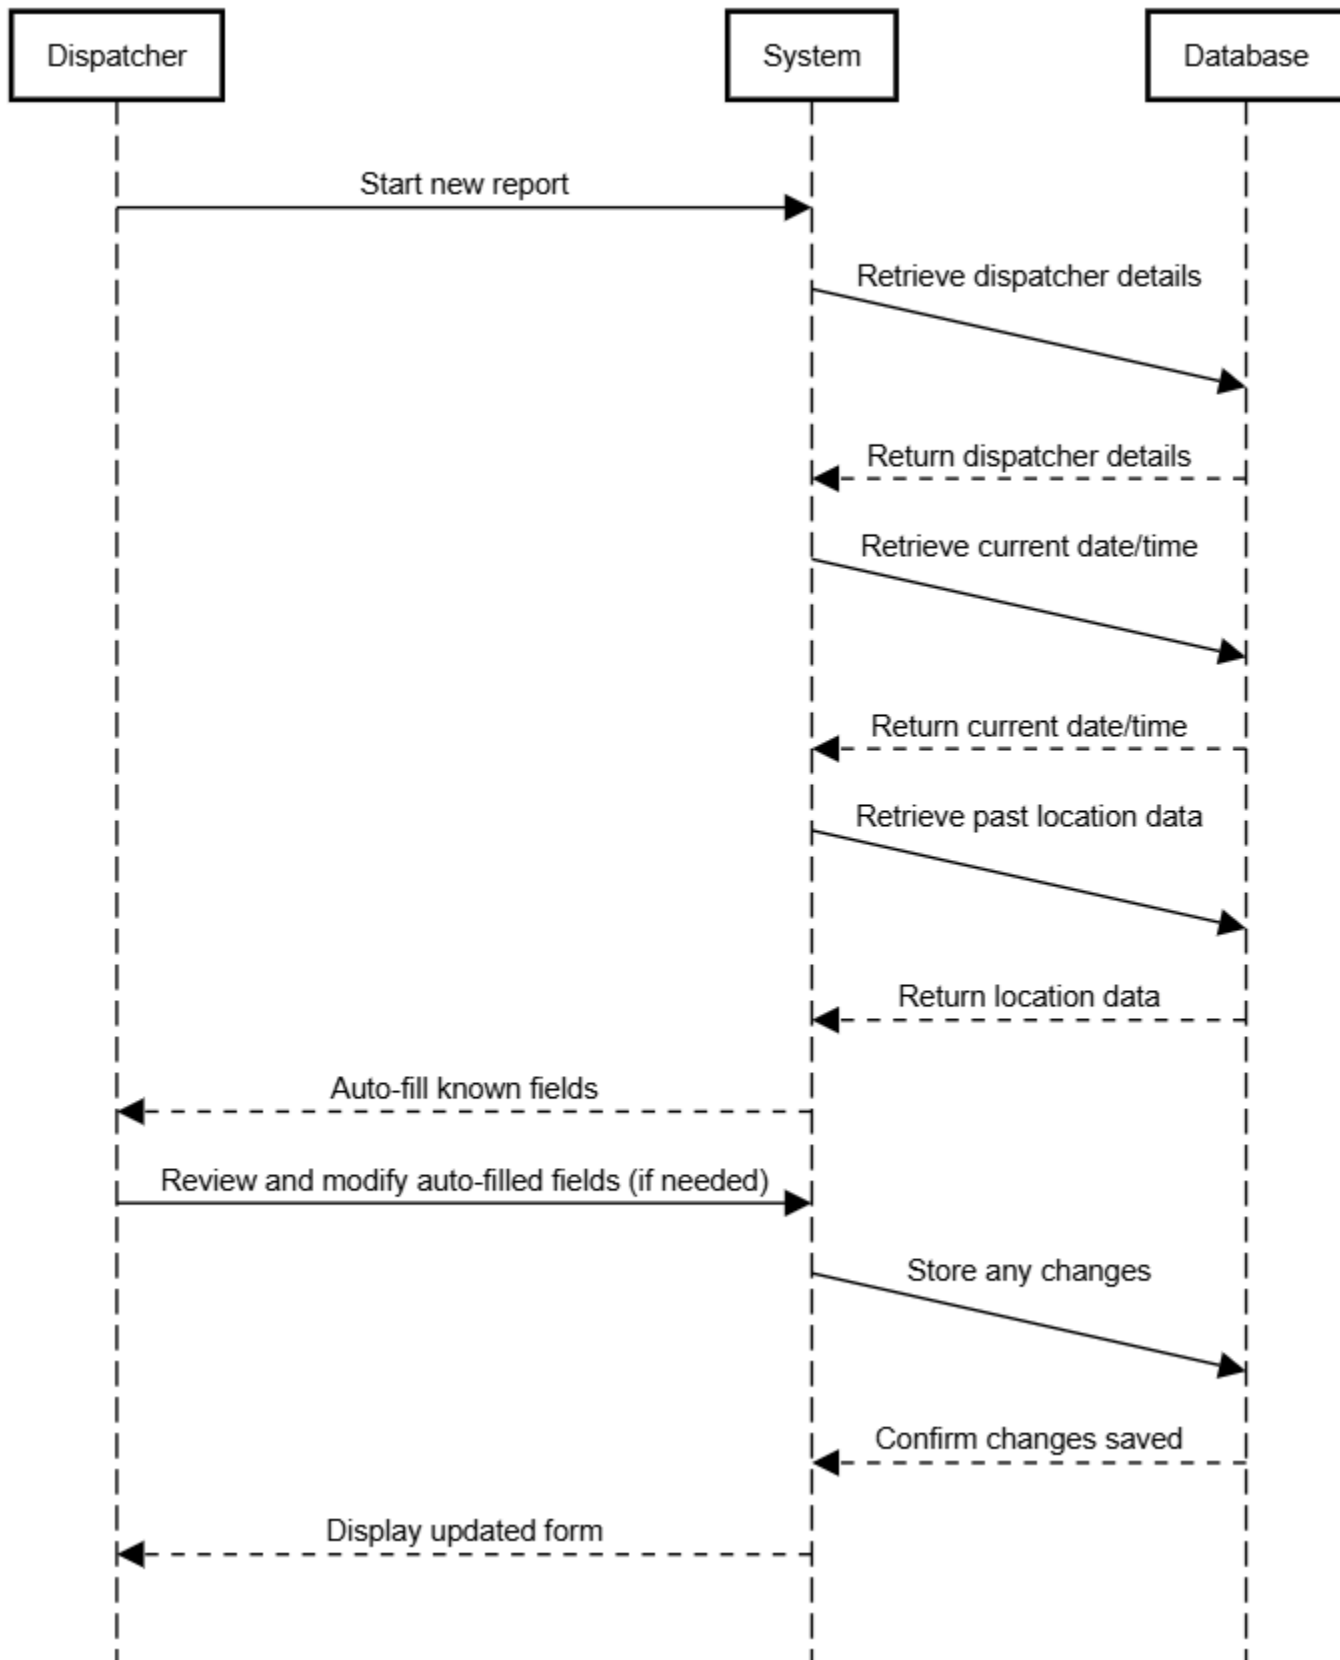 Dispatcher
System
Database
Start new report
Retrieve dispatcher details
Return dispatcher details
Retrieve current date/time
Return current date/time
Retrieve past location data
Return location data
Auto-fill known fields
Review and modify auto-filled fields (if needed)
Store any changes
Confirm changes saved
Display updated form